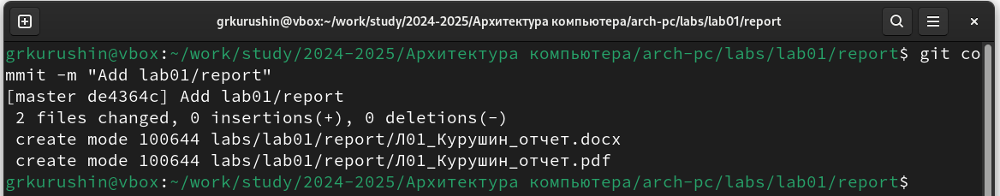 grkurushin@vbox:~/work/study/2024-2025/Архитектура компьютера/arch-pc/labs/lab01/report
grkurushin@vbox:~/work/study/2024-2025/Архитектура компьютера/arch-pc/labs/lab01/report$ git co
mmit -m "Add lab01/report"
[master de4364c] Add lab01/report
 2 files changed, 0 insertions(+), 0 deletions(-)
 create mode 100644 labs/lab01/report/Л01_Курушин_отчет.docx
 create mode 100644 labs/lab01/report/Л01_Курушин_отчет.pdf
grkurushin@vbox:~/work/study/2024-2025/Архитектура компьютера/arch-pc/labs/lab01/report$